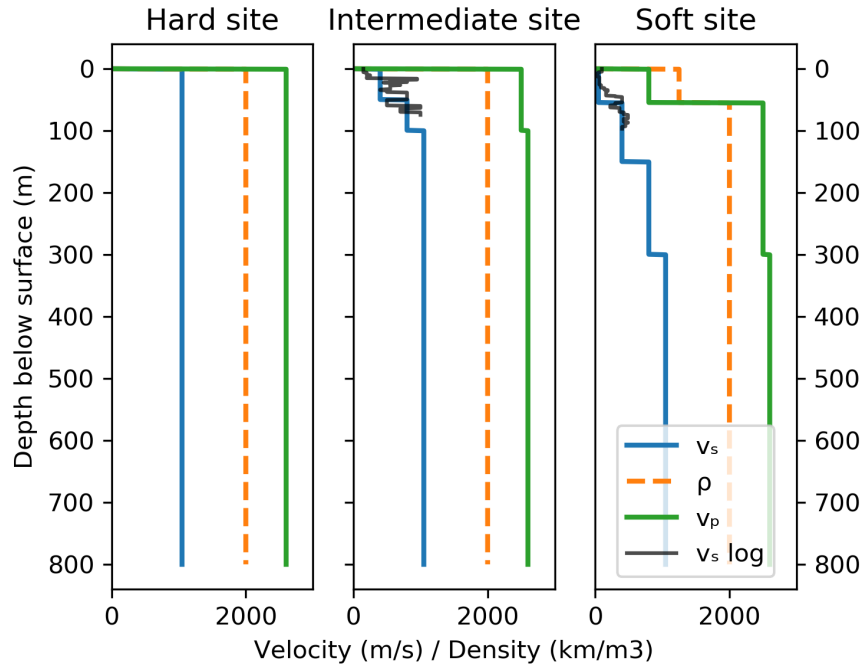 Hard site
Intermediate site
Soft site
0
100
200
300
400
500
600
700
800
Depth below surface (m)
0
100
200
300
400
500
600
700
800
vₛ
ρ
vₚ
vₛ log
0
2000
0
2000
0
2000
Velocity (m/s) / Density (km/m3)